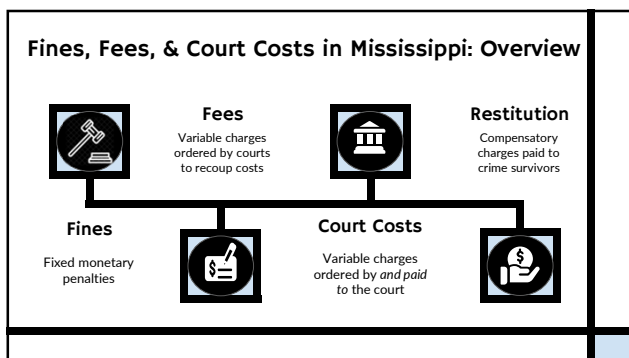 Fines, Fees, & Court Costs in Mississippi: Overview
Fees
Variable charges
ordered by courts
to recoup costs
Restitution
Compensatory
charges paid to
crime survivors
Fines
Fixed monetary
penalties
Court Costs
Variable charges
ordered by and paid
to the court